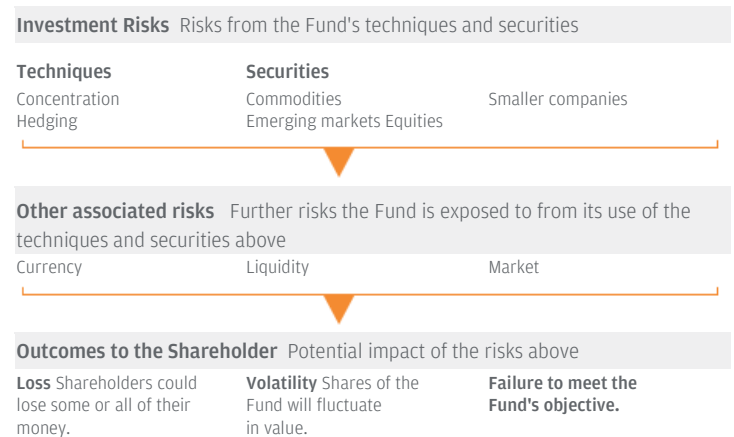 Investment Risks Risks from the Fund's techniques and securities
Techniques Securities
Concentration Commodities Smaller companies
Hedging Emerging markets Equities
Other associated risks Further risks the Fund is exposed to from its use of the
techniques and securities above
Currency Liquidity Market
Outcomes to the Shareholder Potential impact of the risks above
Loss Shareholders could
lose some or all of their
money.
Volatility Shares of the
Fund will fluctuate
in value.
Failure to meet the
Fund's objective.